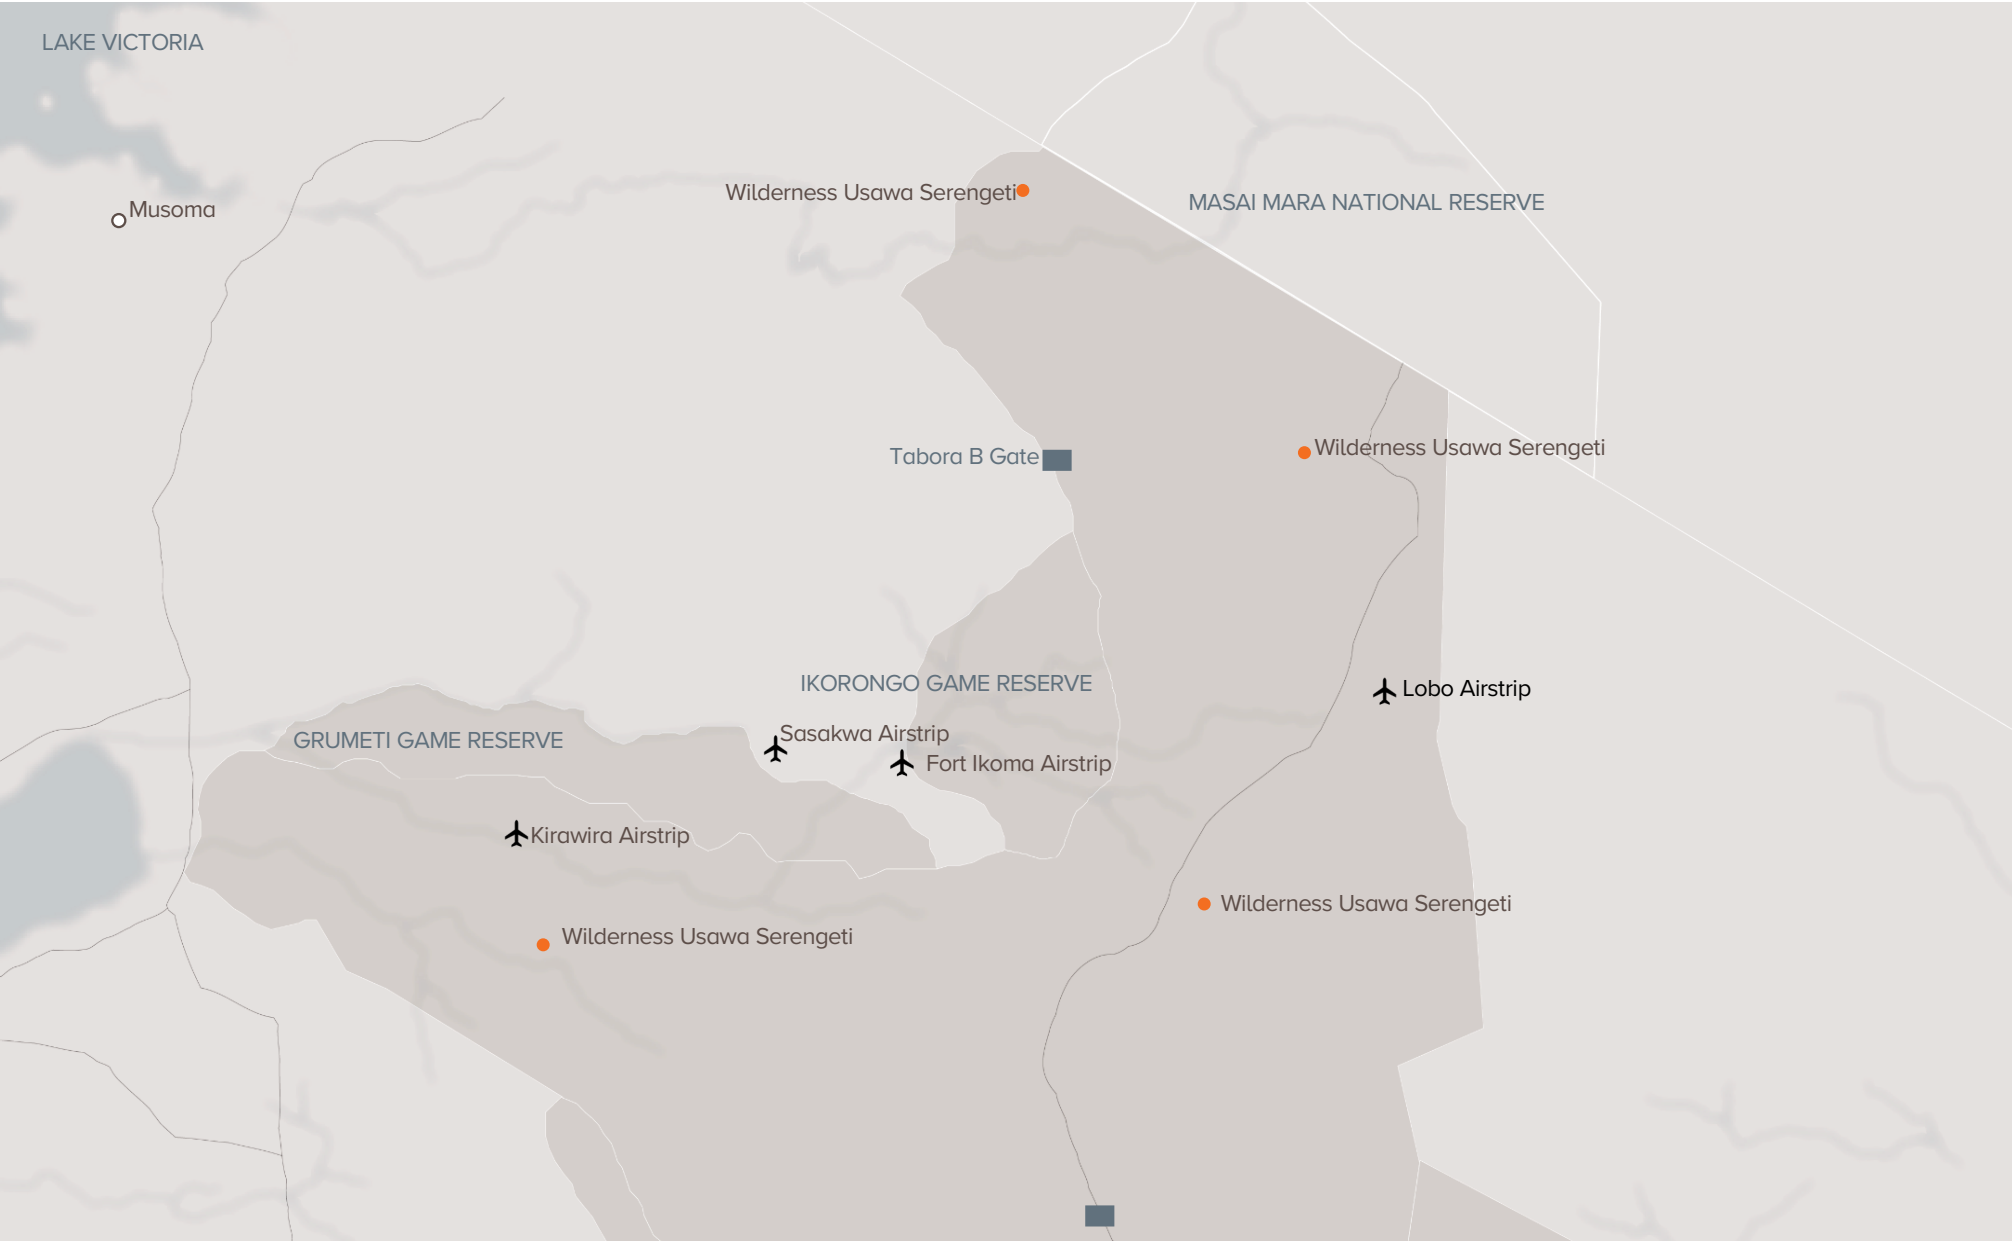 LAKE VICTORIA
Wilderness Usawa Serengeti
MASAI MARA NATIONAL RESERVE
Musoma
Tabora B Gate
Wilderness Usawa Serengeti
IKORONGO GAME RESERVE
Lobo Airstrip
GRUMETI GAME RESERVE
Sasakwa Airstrip
Fort Ikoma Airstrip
Kirawira Airstrip
Wilderness Usawa Serengeti
Wilderness Usawa Serengeti